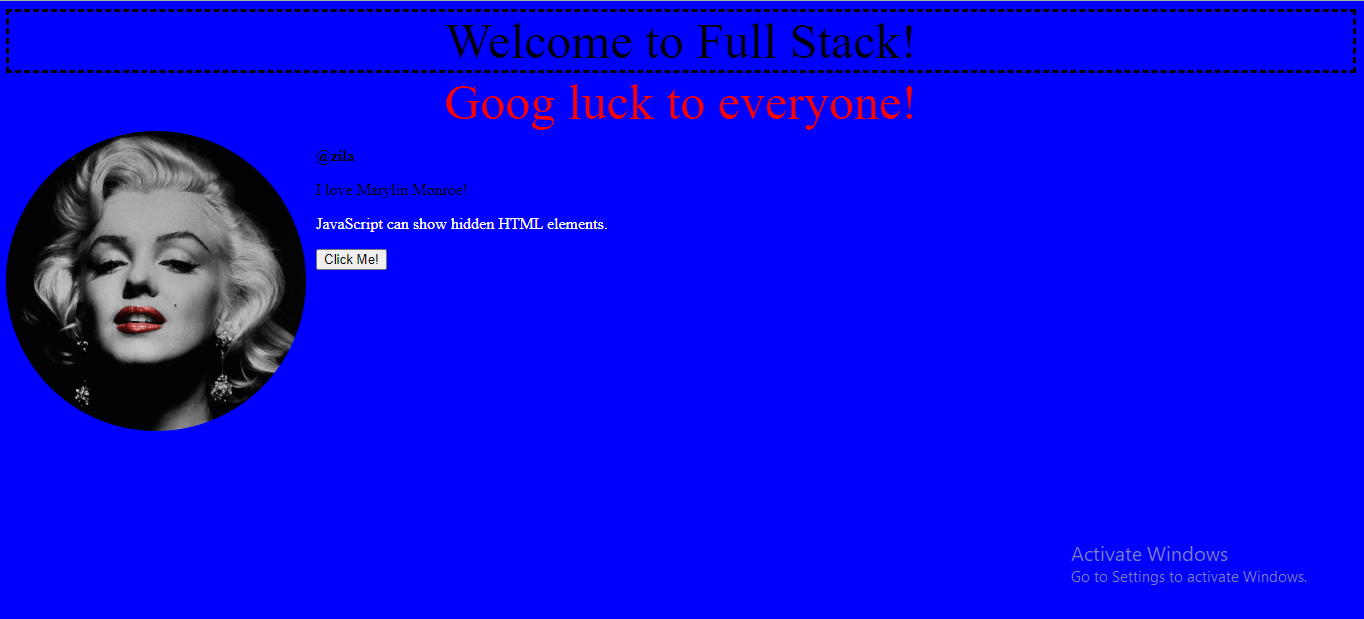 Welcome to Full Stack!
Goog luck to everyone!
@zila
I love Marylin Monroe!
JavaScript can show hidden HTML elements.
Click Me!
Activate Windows
Go to Settings to activate Windows.